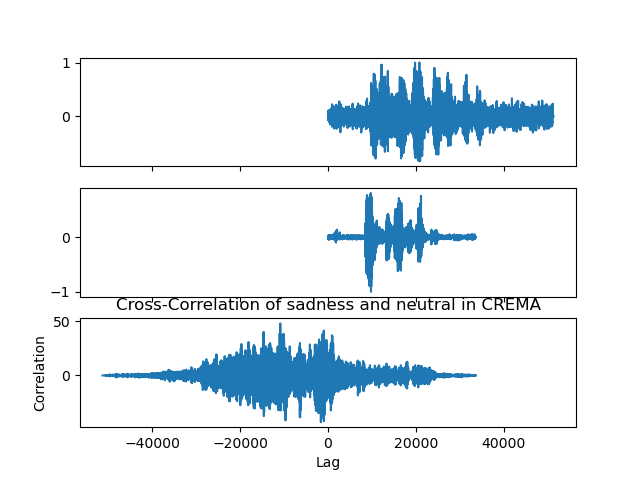 1
0
0
−1
Cross-Correlation of sadness and neutral in CREMA
50
0
Correlation
−40000 −20000 0 20000 40000
Lag